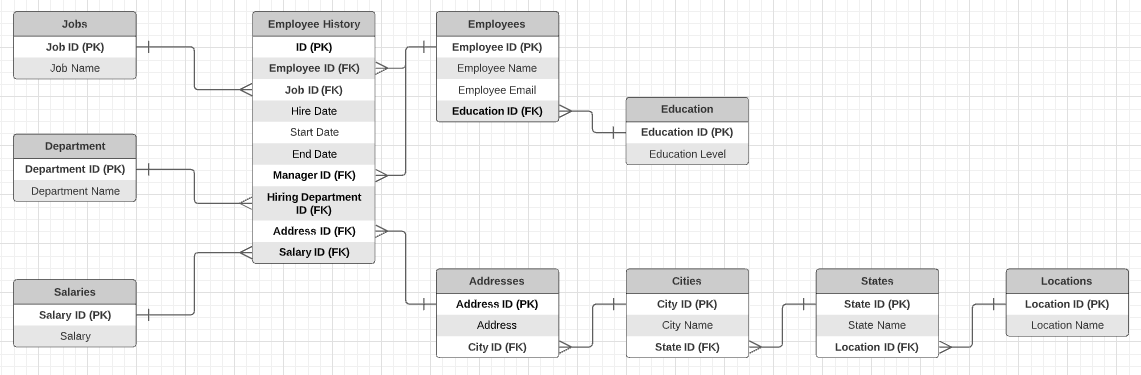 Jobs
Job ID (PK)
Job Name
Employee History
ID (PK)
Employee ID (FK)
Job ID (FK)
Hire Date
Start Date
End Date
Manager ID (FK)
Hiring Department
ID (FK)
Address ID (FK)
Salary ID (FK)
Employees
Employee ID (PK)
Employee Name
Employee Email
Education ID (FK)
Education
Education ID (PK)
Education Level
Department
Department ID (PK)
Department Name
Salaries
Salary ID (PK)
Salary
Addresses
Address ID (PK)
Address
City ID (FK)
Cities
City ID (PK)
City Name
State ID (FK)
States
State ID (PK)
State Name
Location ID (FK)
Locations
Location ID (PK)
Location Name